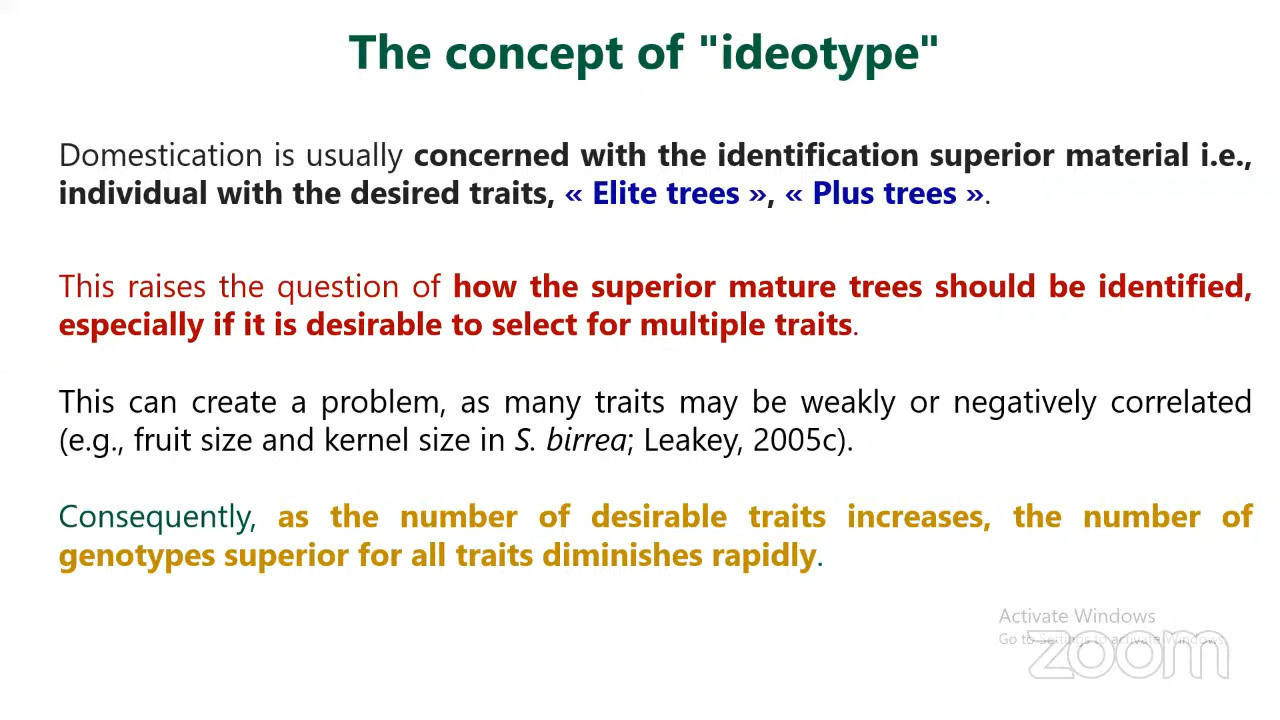 The concept of "ideotype"
Domestication is usually concerned with the identification superior material i.e.,
individual with the desired traits, « Elite trees », « Plus trees ».
This raises the question of how the superior mature trees should be identified,
especially if it is desirable to select for multiple traits.
This can create a problem, as many traits may be weakly or negatively correlated
(e.g., fruit size and kernel size in S. birrea; Leakey, 2005c).
Consequently, as the number of desirable traits increases, the number of
genotypes superior for all traits diminishes rapidly.
Activate Windows
Go to Settings to activate Windows.
zoom